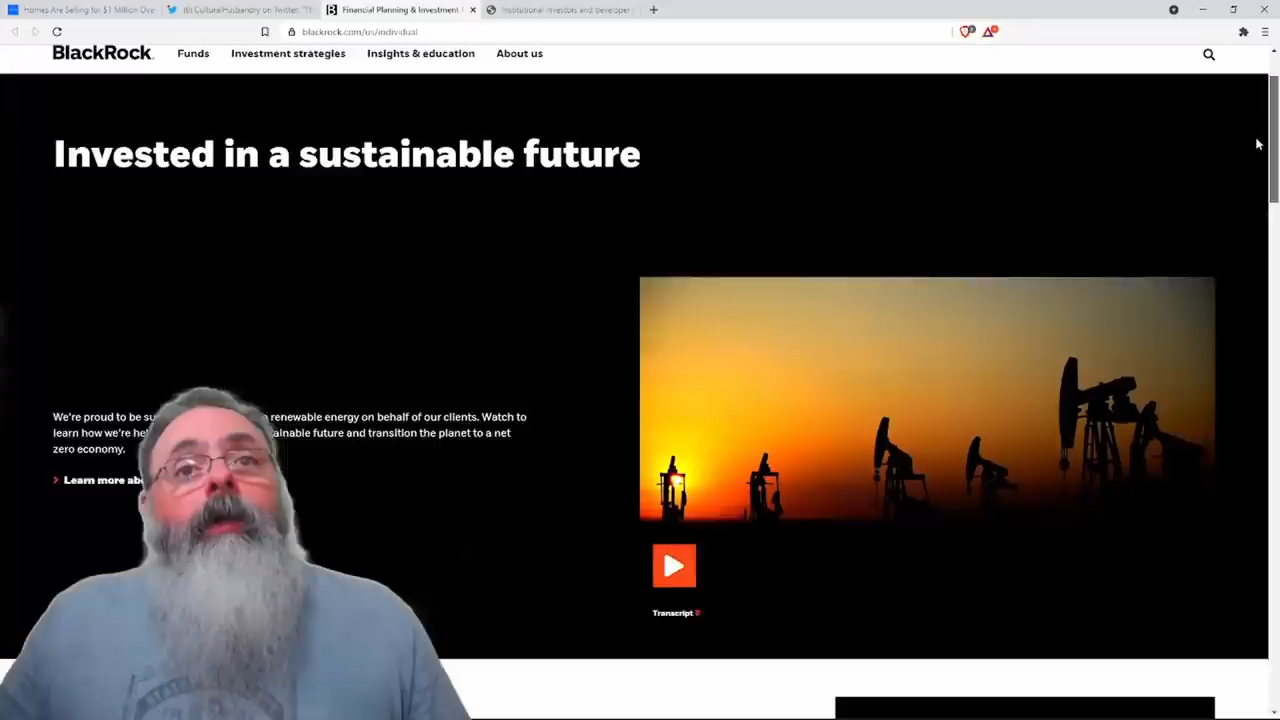 Homes Are Selling for $1 Million Ove
(6) CulturalHusbandry on Twitter: "Th
Financial Planning & Investment
Institutional investors and developer
blackrock.com/us/individual
BlackRock.
Funds
Investment strategies
Insights & education
About us
Invested in a sustainable future
We're proud to be su renewable energy on behalf of our clients. Watch to
learn how we're hel ainable future and transition the planet to a net
zero economy.
Learn more abo
Transcript
STATE